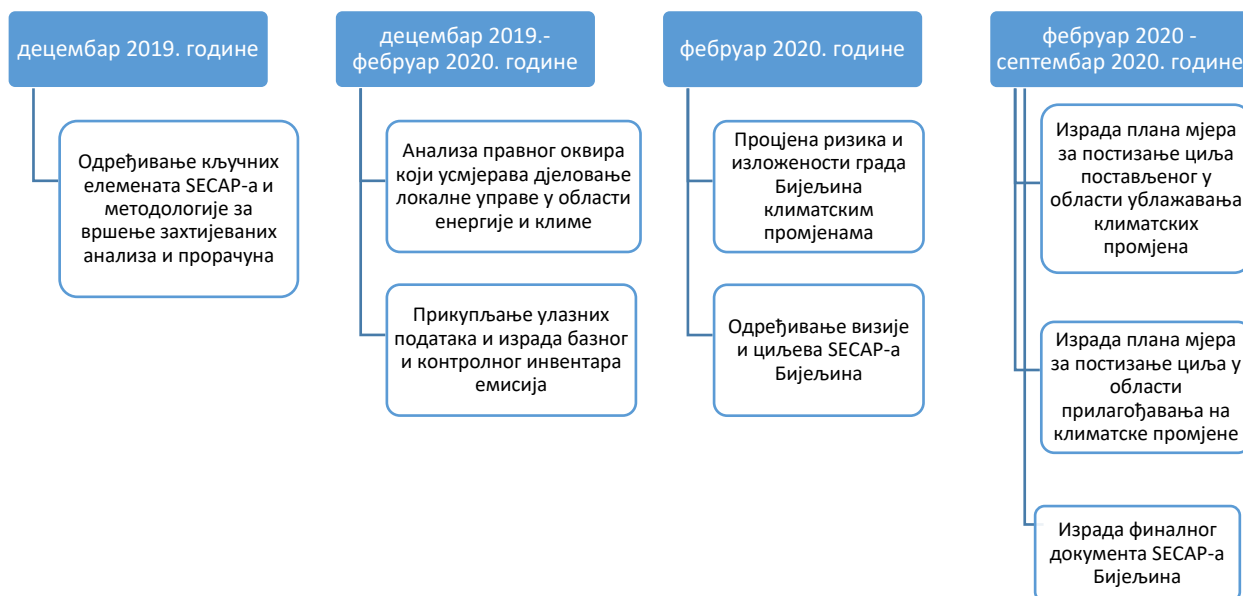 децембар 2019. године
Одређивање кључних
елемената SECAP-а и
методологије за
вршење захтијеваних
анализа и прорачуна
децембар 2019.-
фебруар 2020. године
Анализа правног оквира
који усмјерава дјеловање
локалне управе у области
енергије и климе
Прикупљање улазних
података и израда базног
и контролног инвентара
емисија
фебруар 2020. године
Процјена ризика и
изложености града
Бијељина
климатским
промјенама
Одређивање визије
и циљева SECAP-а
Бијељина
фебруар 2020 -
септембар 2020. године
Израда плана мјера
за постизање циља
постављеног у
области ублажавања
климатских
промјена
Израда плана мјера
за постизање циља у
области
прилагођавања на
климатске промјене
Израда финалног
документа SECAP-а
Бијељина